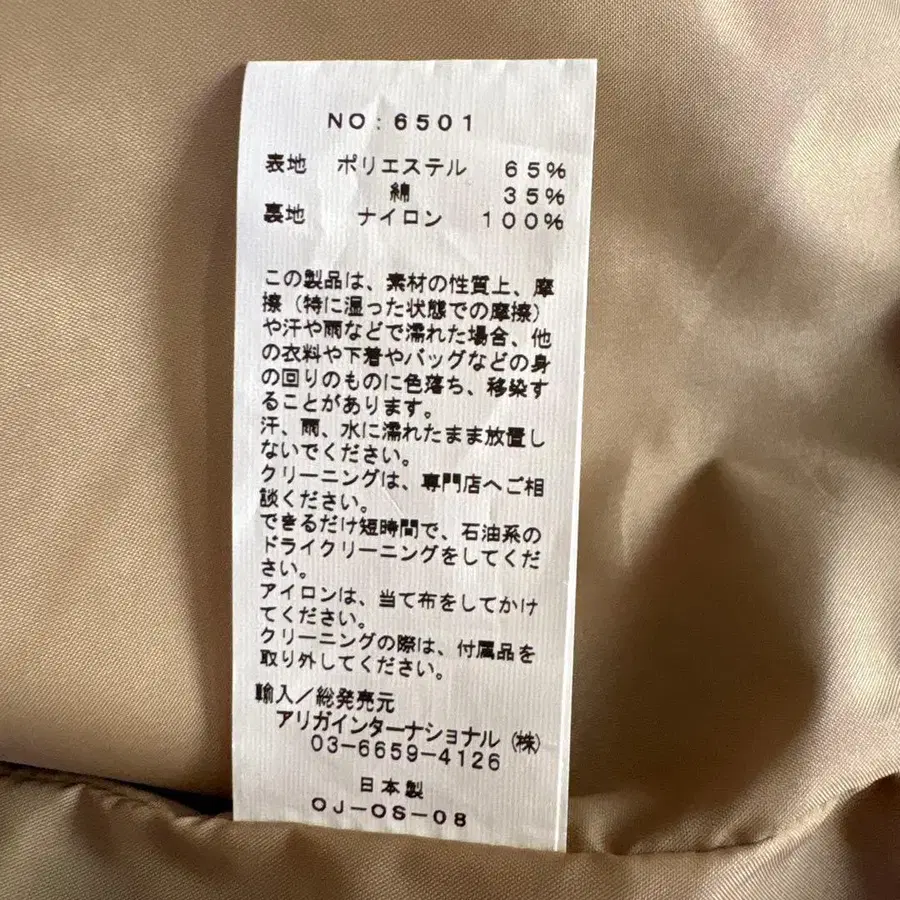 NO:6501
表地 ポリエステル 65%
綿 35%
裏地 ナイロン 100%
この製品は、素材の性質上、摩
擦(特に湿った状態での摩擦)
や汗や雨などで濡れた場合、他
の衣料や下着やバッグなどの身
の回りのものに色落ち、移染す
ることがあります。
汗、雨、水に濡れたまま放置し
ないでください。
クリーニングは、専門店へご相
談ください。
できるだけ短時間で、石油系の
ドライクリーニングをしてくだ
さい。
アイロンは、当て布をしてかけ
てください。
クリーニングの際は、付属品を
取り外してください。
輸入/総発売元
アリガインターナショナル(株)
03-6659-4126
日本製
OJ-OS-08